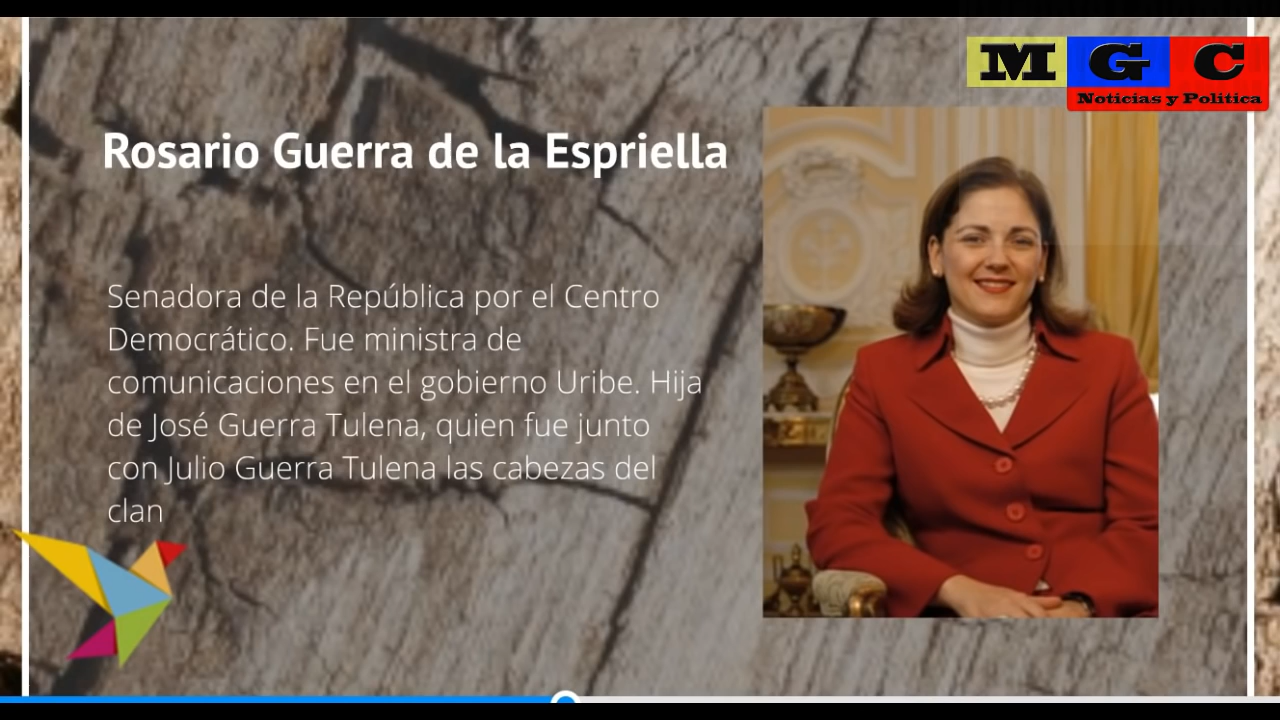 M G C
Noticias y Politica
Rosario Guerra de la Espriella
Senadora de la República por el Centro
Democrático. Fue ministra de
comunicaciones en el gobierno Uribe. Hija
de José Guerra Tulena, quien fue junto
con Julio Guerra Tulena las cabezas del
clan